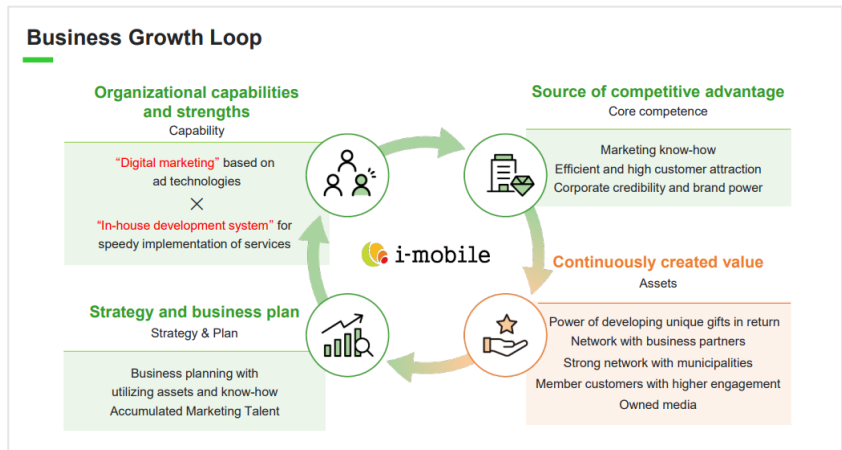 Business Growth Loop
Organizational capabilities
and strengths
Capability
“Digital marketing” based on
ad technologies
×
“In-house development system” for
speedy implementation of services
Source of competitive advantage
Core competence
Marketing know-how
Efficient and high customer attraction
Corporate credibility and brand power
i-mobile
Strategy and business plan
Strategy & Plan
Business planning with
utilizing assets and know-how
Accumulated Marketing Talent
Continuously created value
Assets
Power of developing unique gifts in return
Network with business partners
Strong network with municipalities
Member customers with higher engagement
Owned media